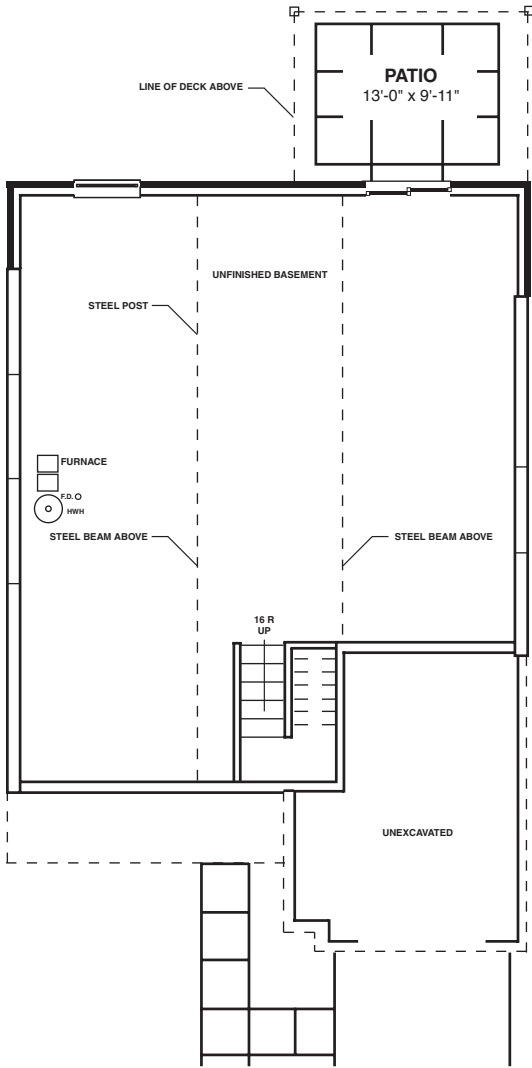 PATIO
13'-0" x 9'-11"
LINE OF DECK ABOVE
UNFINISHED BASEMENT
STEEL POST
FURNACE
F.D.
HWH
STEEL BEAM ABOVE
STEEL BEAM ABOVE
16 R
UP
UNEXCAVATED